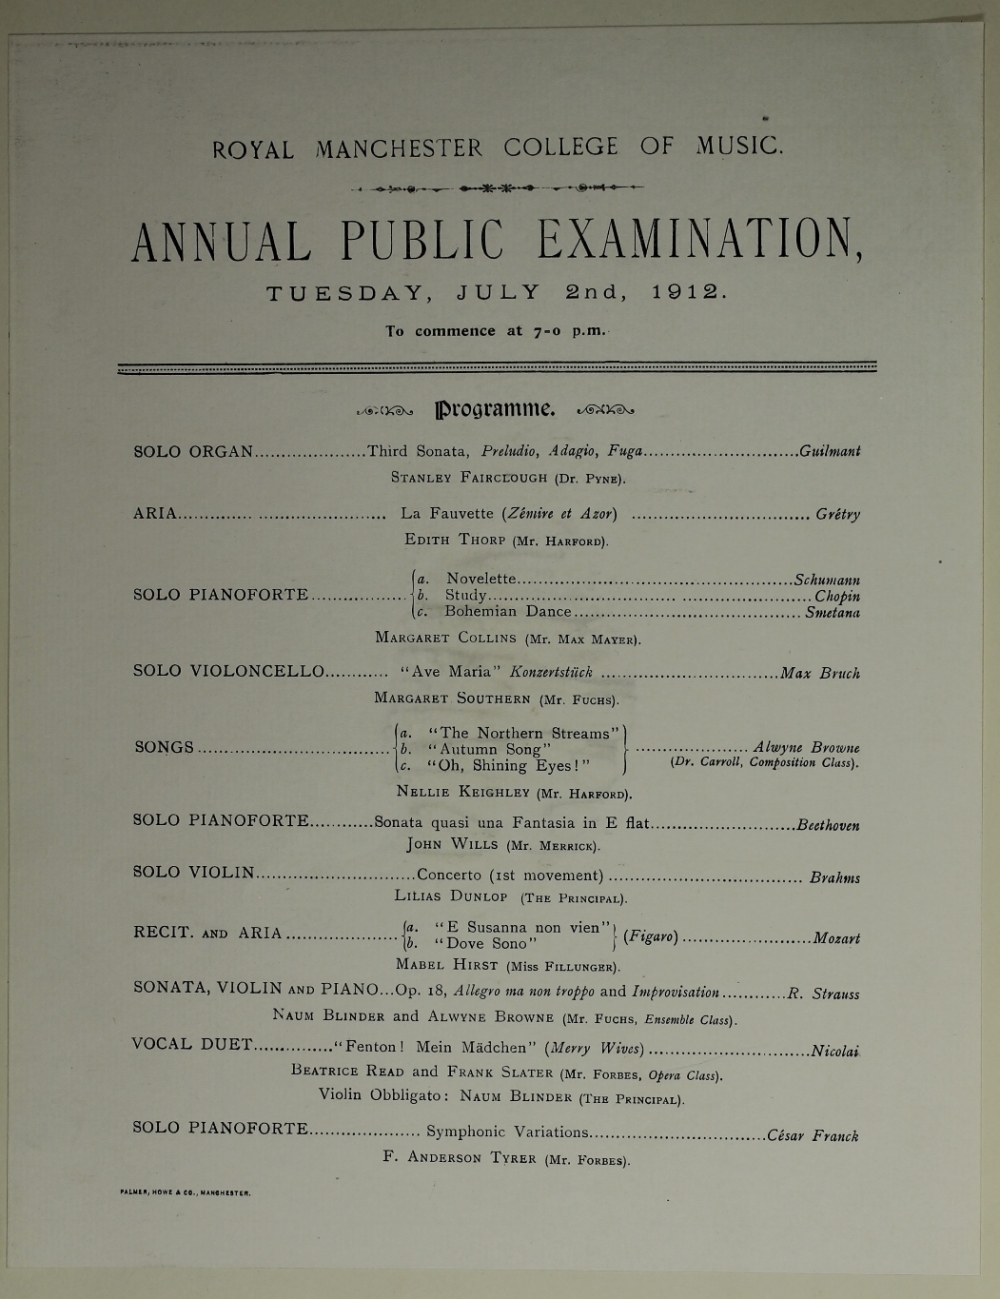 ROYAL MANCHESTER COLLEGE OF MUSIC.
ANNUAL PUBLIC EXAMINATION,
TUESDAY, JULY 2nd, 1912.
To commence at 7-0 p.m.
Programme.
SOLO ORGAN.....................Third Sonata, Preludio, Adagio, Fuga.............................Guilmant
STANLEY FAIRCLOUGH (DR. PYNE).
ARIA.............. ........................ La Fauvette (Zémire et Azor) ................................. Grétry
EDITH THORP (MR. HARFORD).
a. Novelette....................................................Schumann
SOLO PIANOFORTE..................b. Study................................... ........................Chopin
c. Bohemian Dance.......................................... Smetana
MARGARET COLLINS (MR. MAX MAYER).
SOLO VIOLONCELLO............ "Ave Maria" Konzertstück .................................Max Bruch
MARGARET SOUTHERN (MR. FUCHS).
a. "The Northern Streams"
SONGS....................................b. "Autumn Song" ..................... Alwyne Browne
c. "Oh, Shining Eyes!" (Dr. Carroll, Composition Class).
NELLIE KEIGHLEY (MR. HARFORD).
SOLO PIANOFORTE............Sonata quasi una Fantasia in E flat...........................Beethoven
JOHN WILLS (MR. MERRICK).
SOLO VIOLIN..............................Concerto (1st movement) .................................... Brahms
LILIAS DUNLOP (THE PRINCIPAL).
a. "E Susanna non vien"
RECIT. AND ARIA.....................b. "Dove Sono" (Figaro).........................Mozart
MABEL HIRST (MISS FILLUNGER).
SONATA, VIOLIN AND PIANO...Op. 18, Allegro ma non troppo and Improvisation............R. Strauss
NAUM BLINDER and ALWYNE BROWNE (MR. FUCHS, Ensemble Class).
VOCAL DUET..............."Fenton! Mein Mädchen" (Merry Wives)..............................Nicolai
BEATRICE READ and FRANK SLATER (MR. FORBES, Opera Class).
Violin Obbligato: NAUM BLINDER (THE PRINCIPAL).
SOLO PIANOFORTE..................... Symphonic Variations.................................César Franck
F. ANDERSON TYRER (MR. FORBES).
PALMER, HOWE & CO., MANCHESTER.